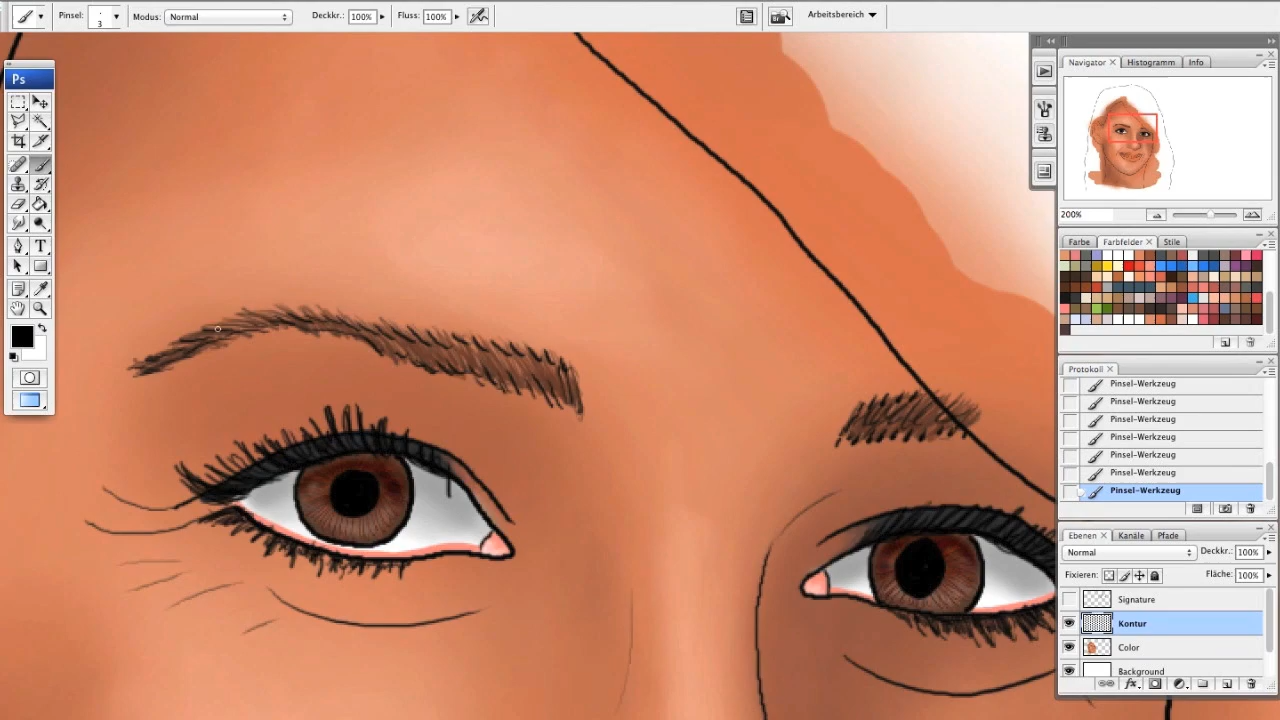 Pinsel: 3 Modus: Normal Deckkr.: 100% Fluss: 100% Arbeitsbereich
Ps
Navigator Histogramm Info
200%
Farbe Farbfelder Stile
Protokoll
Pinsel-Werkzeug
Pinsel-Werkzeug
Pinsel-Werkzeug
Pinsel-Werkzeug
Pinsel-Werkzeug
Pinsel-Werkzeug
Pinsel-Werkzeug
Ebenen Kanäle Pfade
Normal Deckkr.: 100%
Fixieren: Fläche: 100%
Signature
Kontur
Color
Background